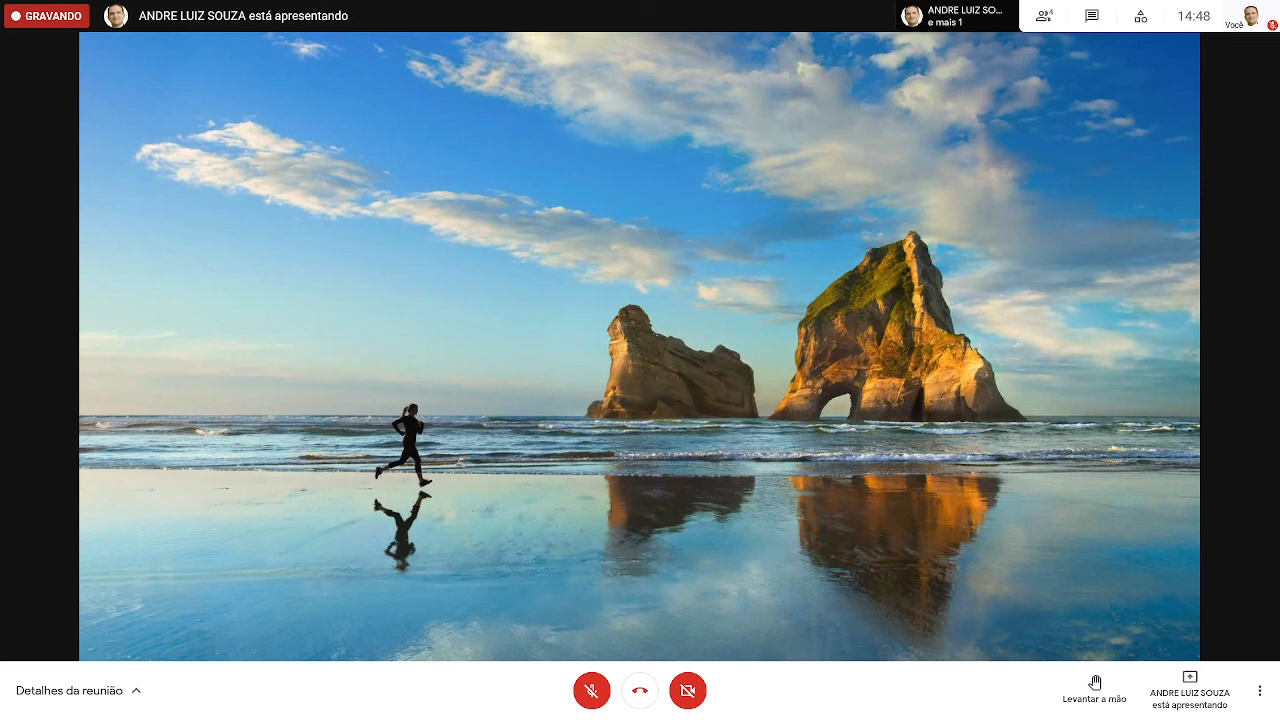 GRAVANDO
ANDRE LUIZ SOUZA está apresentando
ANDRE LUIZ SO...
e mais 1
4
14:48
Você
Detalhes da reunião
Levantar a mão
ANDRE LUIZ SOUZA
está apresentando